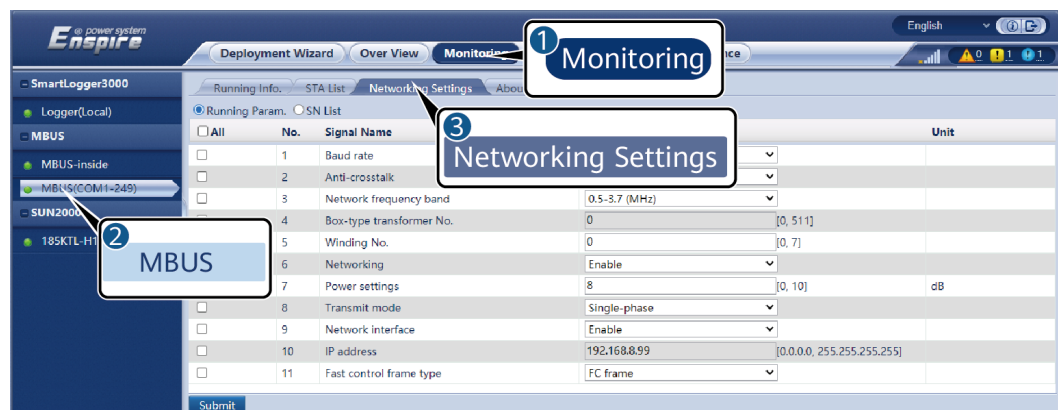 e power system
Enspire
English
Deployment Wizard Over View Monitoring
1 Monitoring
0 1 1
SmartLogger3000
Logger(Local)
MBUS
MBUS-inside
MBUS(COM1-249)
SUN2000
185KTL-H1
2 MBUS
Running Info. STA List Networking Settings Abou
3 Networking Settings
Running Param. SN List
All No. Signal Name Unit
1 Baud rate
2 Anti-crosstalk
3 Network frequency band 0.5-3.7 (MHz)
4 Box-type transformer No. 0 [0, 511]
5 Winding No. 0 [0, 7]
6 Networking Enable
7 Power settings 8 [0, 10] dB
8 Transmit mode Single-phase
9 Network interface Enable
10 IP address 192.168.8.99 [0.0.0.0, 255.255.255.255]
11 Fast control frame type FC frame
Submit